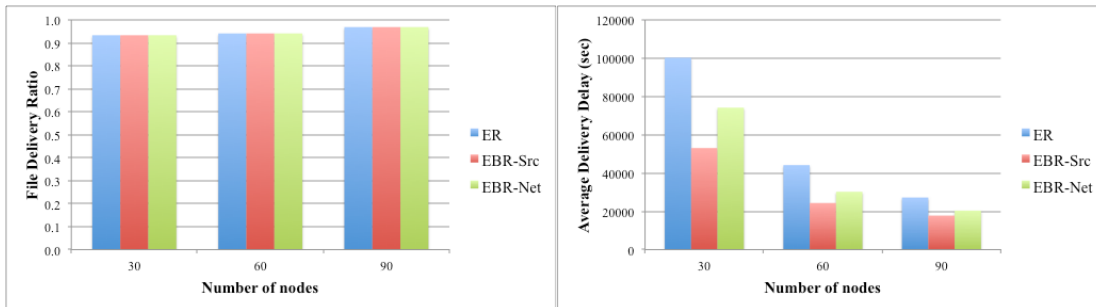 File Delivery Ratio
1.0
0.9
0.8
0.7
0.6
0.5
0.4
0.3
0.2
0.1
0.0
30 60 90
Number of nodes
ER
EBR-Src
EBR-Net
Average Delivery Delay (sec)
120000
100000
80000
60000
40000
20000
0
30 60 90
Number of nodes
ER
EBR-Src
EBR-Net